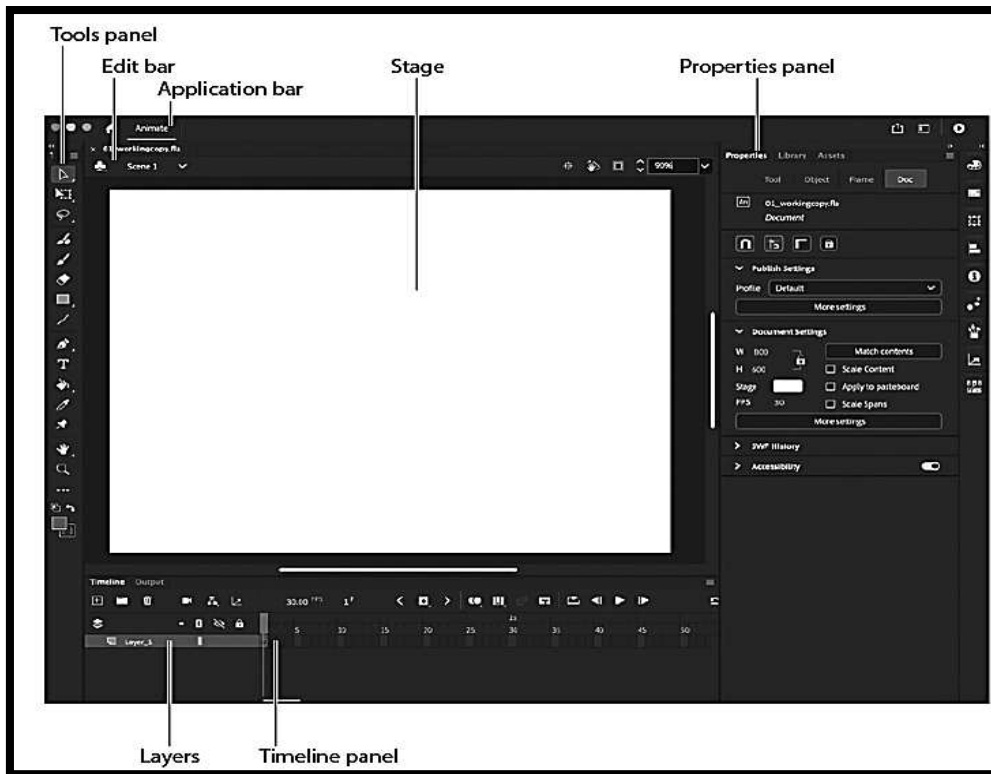 Tools panel
Edit bar
Stage
Properties panel
Application bar
Animate
01_workingcopy.fla
Scene 1
90%
Properties Library Assets
Tool Object Frame Doc
01_workingcopy.fla
Document
Publish Settings
Profile Default
More settings
Document Settings
W 800 Match contents
H 600 Scale Content
Stage Apply to pasteboard
FPS 30 Scale Spans
More settings
SWF History
Accessibility
Timeline Output
30.00 FPS 1 F
1s
5 10 15 20 25 30 35 40 45 50
Layer_1
Layers
Timeline panel